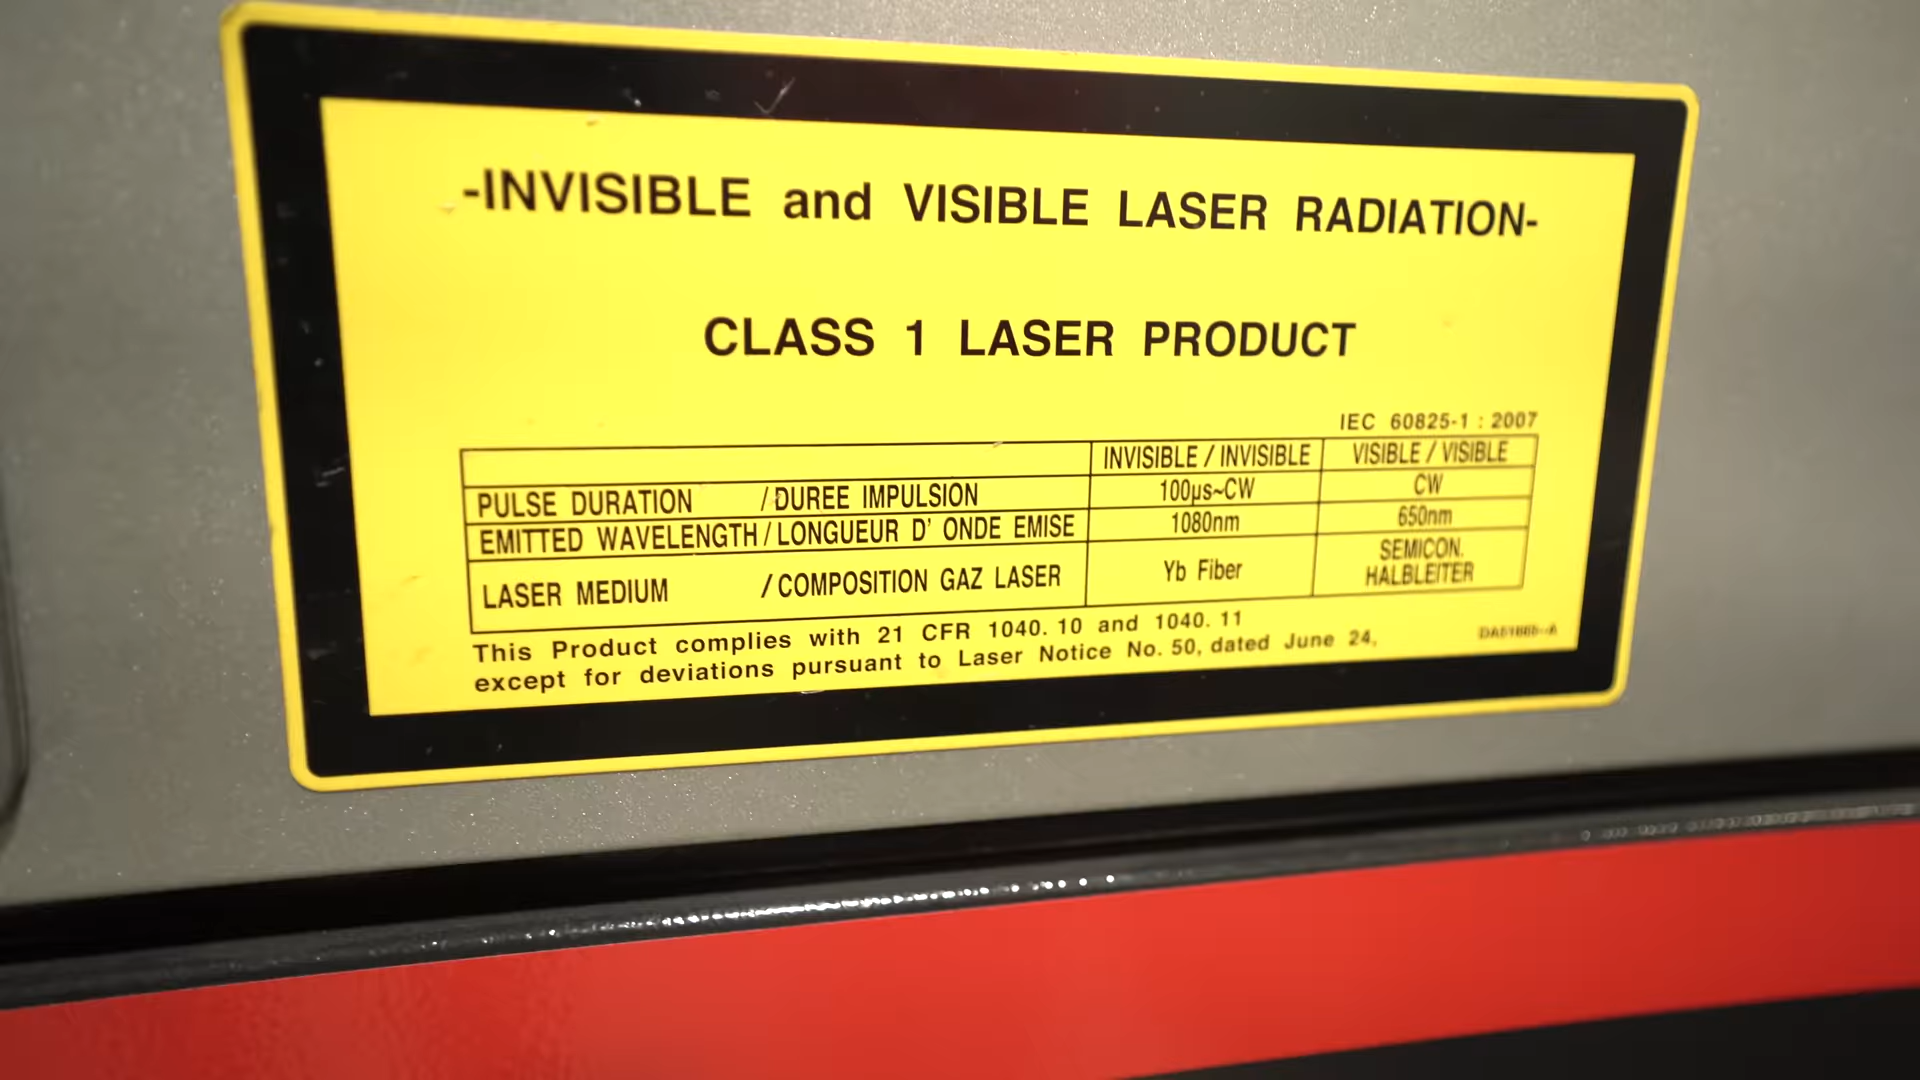 -INVISIBLE and VISIBLE LASER RADIATION-
CLASS 1 LASER PRODUCT
IEC 60825-1 : 2007
INVISIBLE / INVISIBLE VISIBLE / VISIBLE
PULSE DURATION / DUREE IMPULSION 100µs~CW CW
EMITTED WAVELENGTH / LONGUEUR D' ONDE EMISE 1080nm 650nm
LASER MEDIUM / COMPOSITION GAZ LASER Yb Fiber SEMICON.
HALBLEITER
This Product complies with 21 CFR 1040. 10 and 1040. 11
except for deviations pursuant to Laser Notice No. 50, dated June 24,